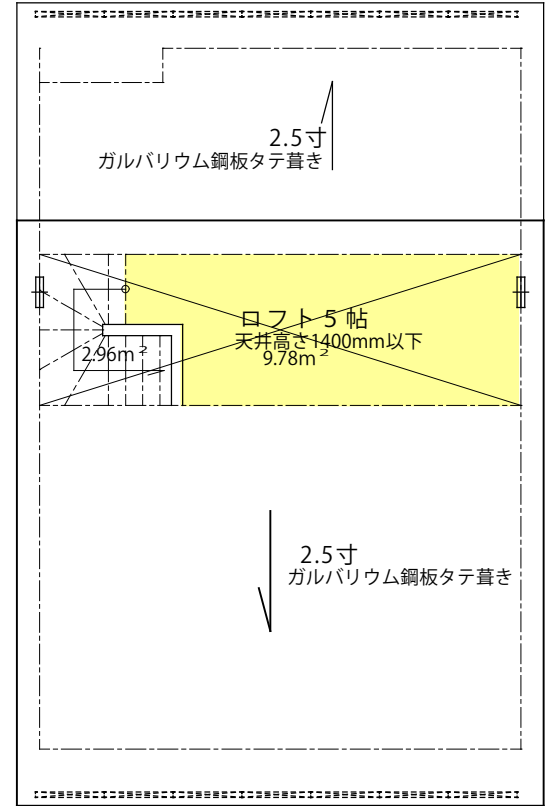 2.5寸
ガルバリウム鋼板タテ葺き
ロフト 5 帖
天井高さ1400mm以下
9.78m²
2.96m²
2.5寸
ガルバリウム鋼板タテ葺き